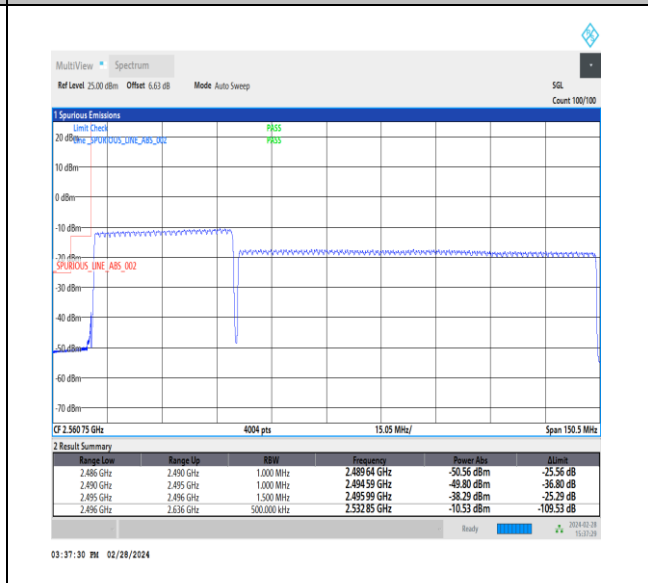 MultiView Spectrum
Ref Level 25.00 dBm Offset 6.63 dB Mode Auto Sweep SGL
Count 100/100
1 Spurious Emissions
Limit Check PASS
20 dBm Line _SPURIOUS_LINE_ABS_002 PASS
10 dBm
0 dBm
-10 dBm
-20 dBm
_SPURIOUS_LINE_ABS_002
-30 dBm
-40 dBm
-50 dBm
-60 dBm
-70 dBm
CF 2.560 75 GHz 4004 pts 15.05 MHz/ Span 150.5 MHz
2 Result Summary
Range Low Range Up RBW Frequency Power Abs ΔLimit
2.486 GHz 2.490 GHz 1.000 MHz 2.489 64 GHz -50.56 dBm -25.56 dB
2.490 GHz 2.495 GHz 1.000 MHz 2.494 59 GHz -49.80 dBm -36.80 dB
2.495 GHz 2.496 GHz 1.500 MHz 2.495 99 GHz -38.29 dBm -25.29 dB
2.496 GHz 2.636 GHz 500.000 kHz 2.532 85 GHz -10.53 dBm -109.53 dB
Ready 2024-02-28
15:37:29
03:37:30 PM 02/28/2024